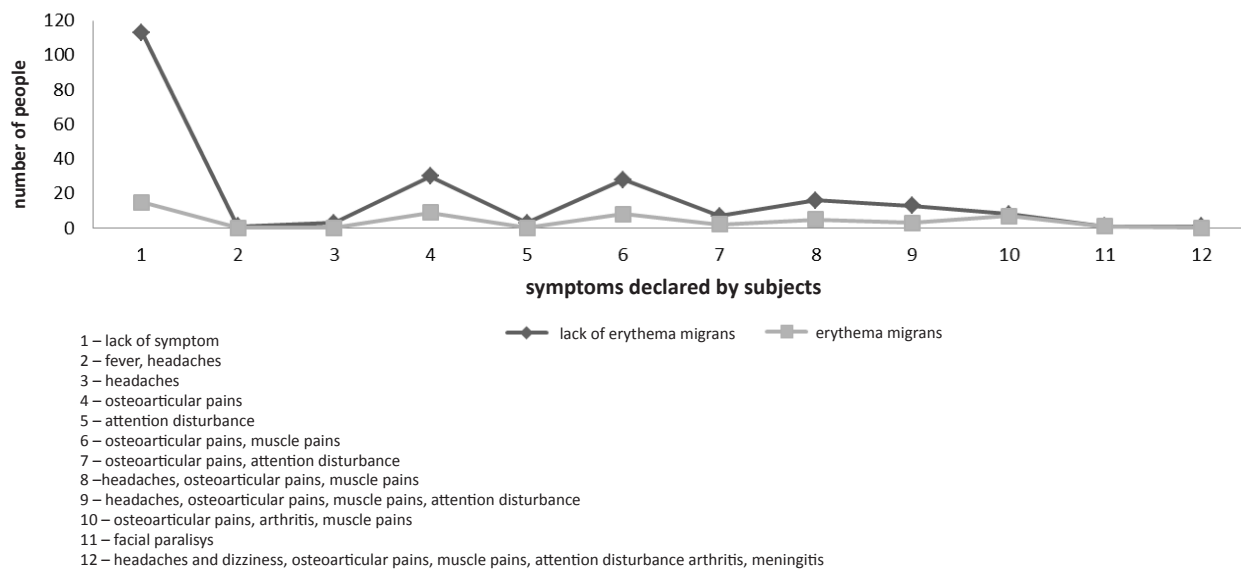 120
100
80
60
40
20
0
number of people
1 2 3 4 5 6 7 8 9 10 11 12
symptoms declared by subjects
lack of erythema migrans erythema migrans
1 – lack of symptom
2 – fever, headaches
3 – headaches
4 – osteoarticular pains
5 – attention disturbance
6 – osteoarticular pains, muscle pains
7 – osteoarticular pains, attention disturbance
8 –headaches, osteoarticular pains, muscle pains
9 – headaches, osteoarticular pains, muscle pains, attention disturbance
10 – osteoarticular pains, arthritis, muscle pains
11 – facial paralisys
12 – headaches and dizziness, osteoarticular pains, muscle pains, attention disturbance arthritis, meningitis